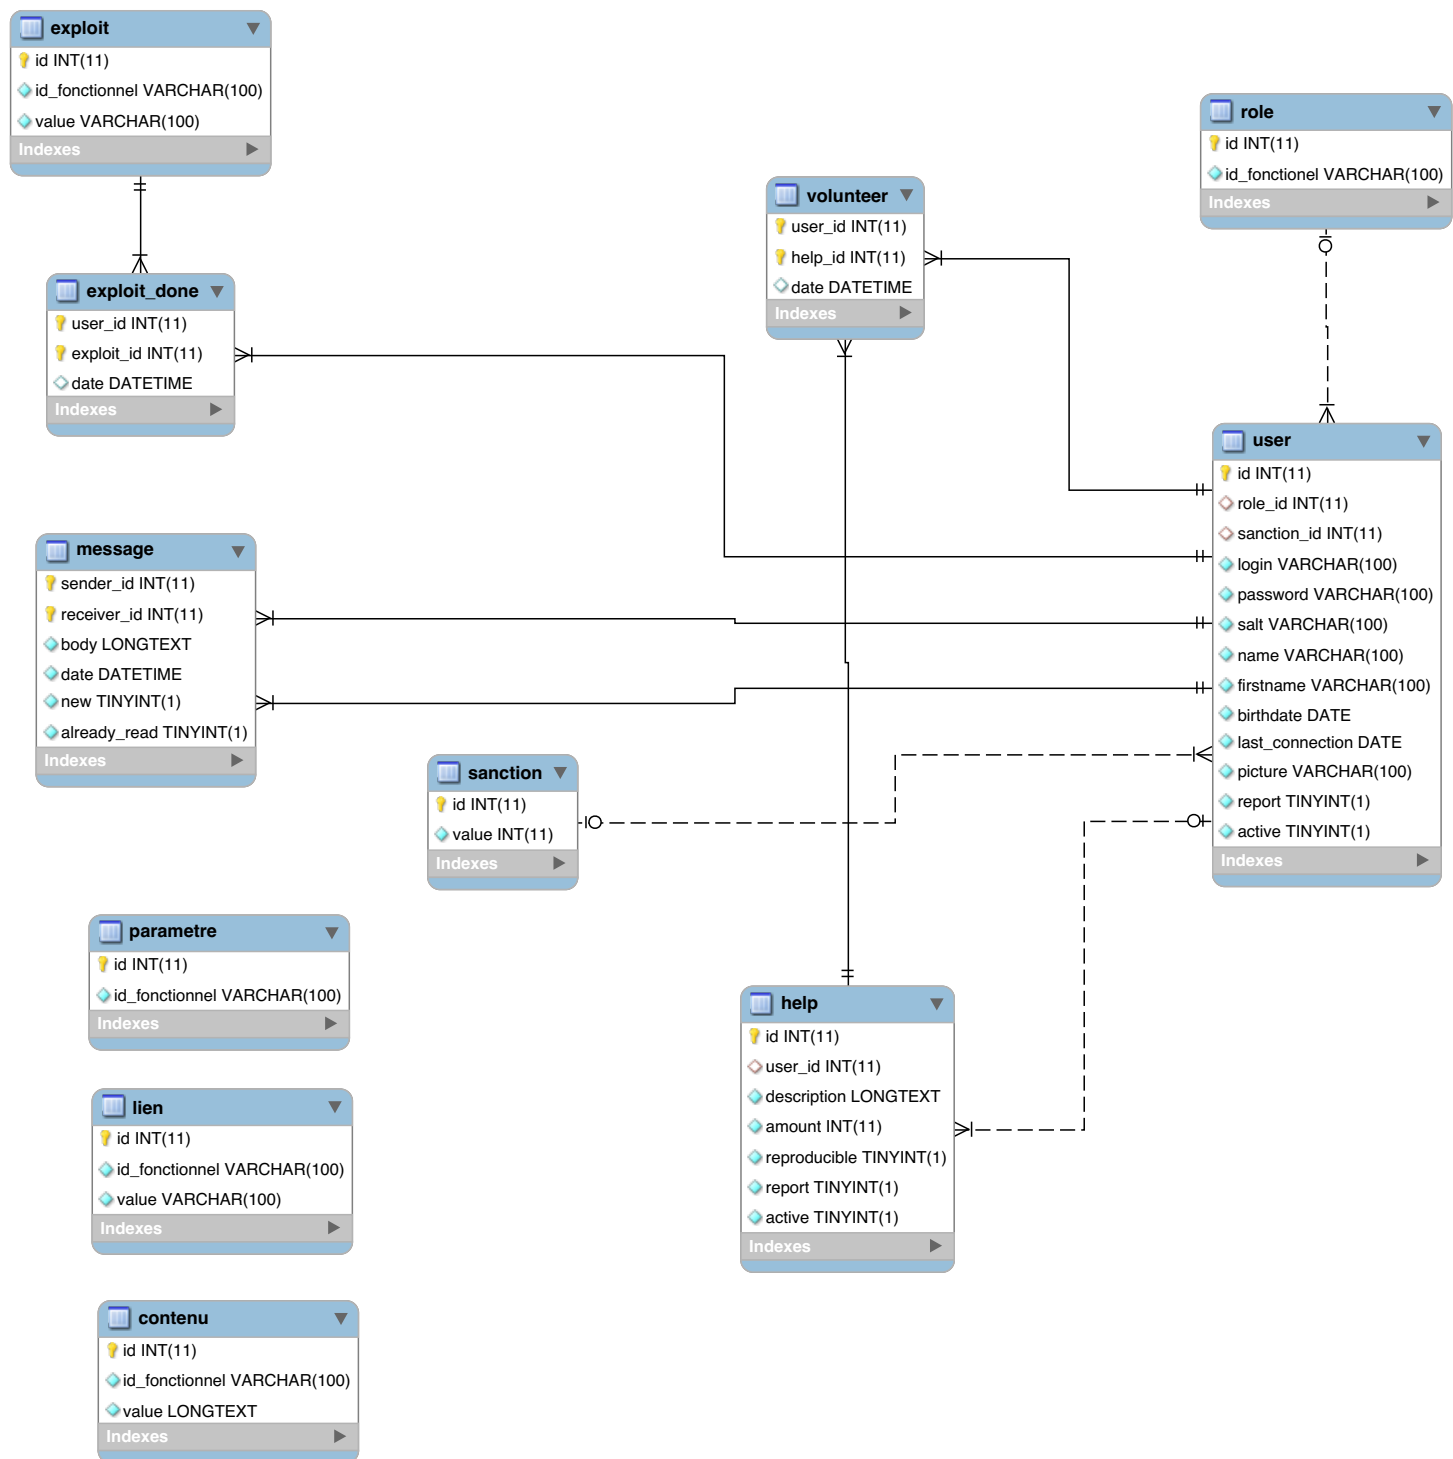 exploit
id INT(11)
id_fonctionnel VARCHAR(100)
value VARCHAR(100)
Indexes
role
id INT(11)
id_fonctionel VARCHAR(100)
Indexes
volunteer
user_id INT(11)
help_id INT(11)
date DATETIME
Indexes
exploit_done
user_id INT(11)
exploit_id INT(11)
date DATETIME
Indexes
user
id INT(11)
role_id INT(11)
sanction_id INT(11)
login VARCHAR(100)
password VARCHAR(100)
salt VARCHAR(100)
name VARCHAR(100)
firstname VARCHAR(100)
birthdate DATE
last_connection DATE
picture VARCHAR(100)
report TINYINT(1)
active TINYINT(1)
Indexes
message
sender_id INT(11)
receiver_id INT(11)
body LONGTEXT
date DATETIME
new TINYINT(1)
already_read TINYINT(1)
Indexes
sanction
id INT(11)
value INT(11)
Indexes
parametre
id INT(11)
id_fonctionnel VARCHAR(100)
Indexes
help
id INT(11)
user_id INT(11)
description LONGTEXT
amount INT(11)
reproducible TINYINT(1)
report TINYINT(1)
active TINYINT(1)
Indexes
lien
id INT(11)
id_fonctionnel VARCHAR(100)
value VARCHAR(100)
Indexes
contenu
id INT(11)
id_fonctionnel VARCHAR(100)
value LONGTEXT
Indexes